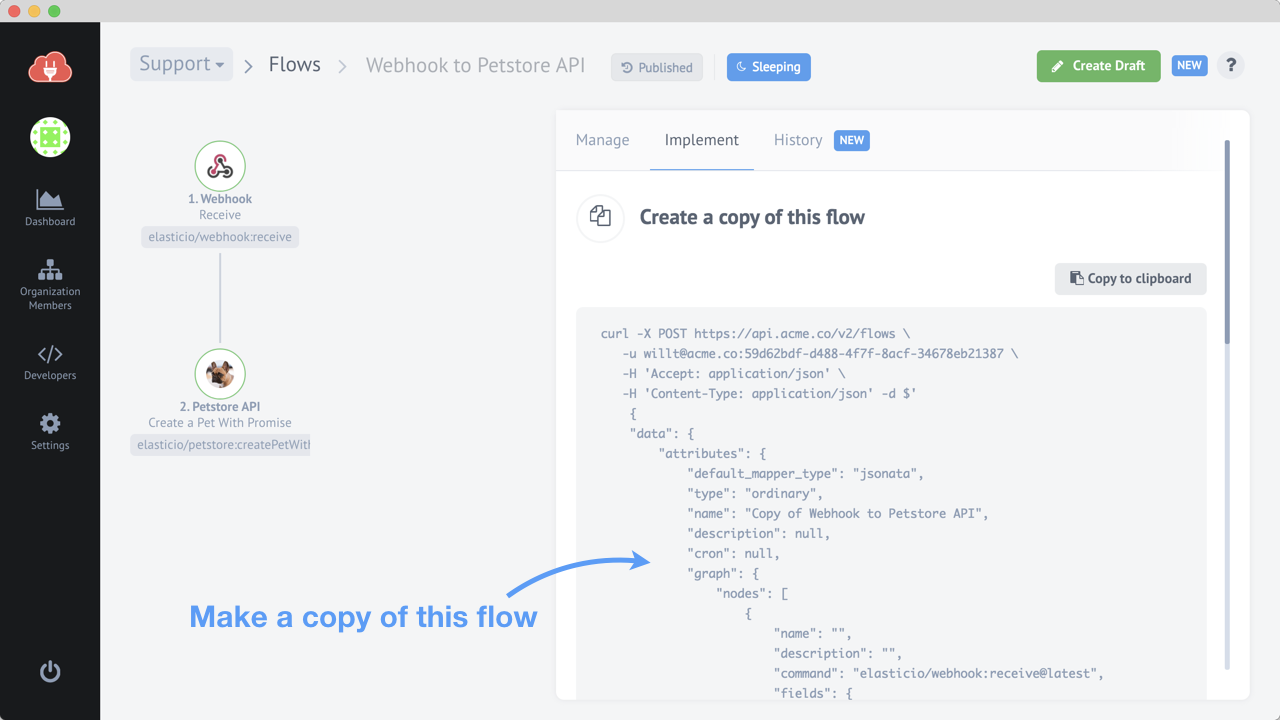 Support
Flows
Webhook to Petstore API
Published
Sleeping
Create Draft
NEW
?
Dashboard
Organization
Members
Developers
Settings
1. Webhook
Receive
elasticio/webhook:receive
2. Petstore API
Create a Pet With Promise
elasticio/petstore:createPetWith
Make a copy of this flow
Manage
Implement
History
NEW
Create a copy of this flow
Copy to clipboard
curl -X POST https://api.acme.co/v2/flows \
-u willt@acme.co:59d62bdf-d488-4f7f-8acf-34678eb21387 \
-H 'Accept: application/json' \
-H 'Content-Type: application/json' -d $'
{
"data": {
"attributes": {
"default_mapper_type": "jsonata",
"type": "ordinary",
"name": "Copy of Webhook to Petstore API",
"description": null,
"cron": null,
"graph": {
"nodes": [
{
"name": "",
"description": "",
"command": "elasticio/webhook:receive@latest",
"fields": {